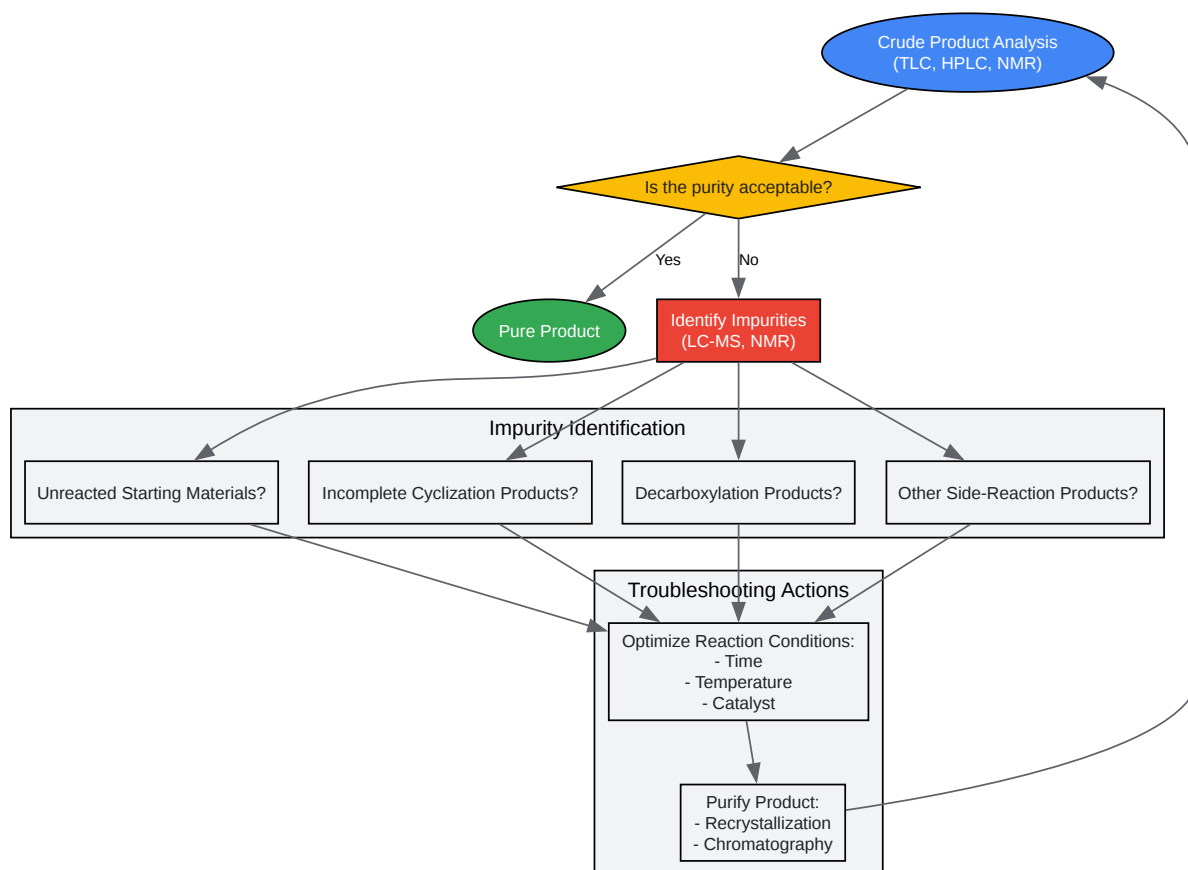 Crude Product Analysis
(TLC, HPLC, NMR)
Is the purity acceptable?
Yes
No
Pure Product
Identify Impurities
(LC-MS, NMR)
Impurity Identification
Unreacted Starting Materials?
Incomplete Cyclization Products?
Decarboxylation Products?
Other Side-Reaction Products?
Troubleshooting Actions
Optimize Reaction Conditions:
- Time
- Temperature
- Catalyst
Purify Product:
- Recrystallization
- Chromatography